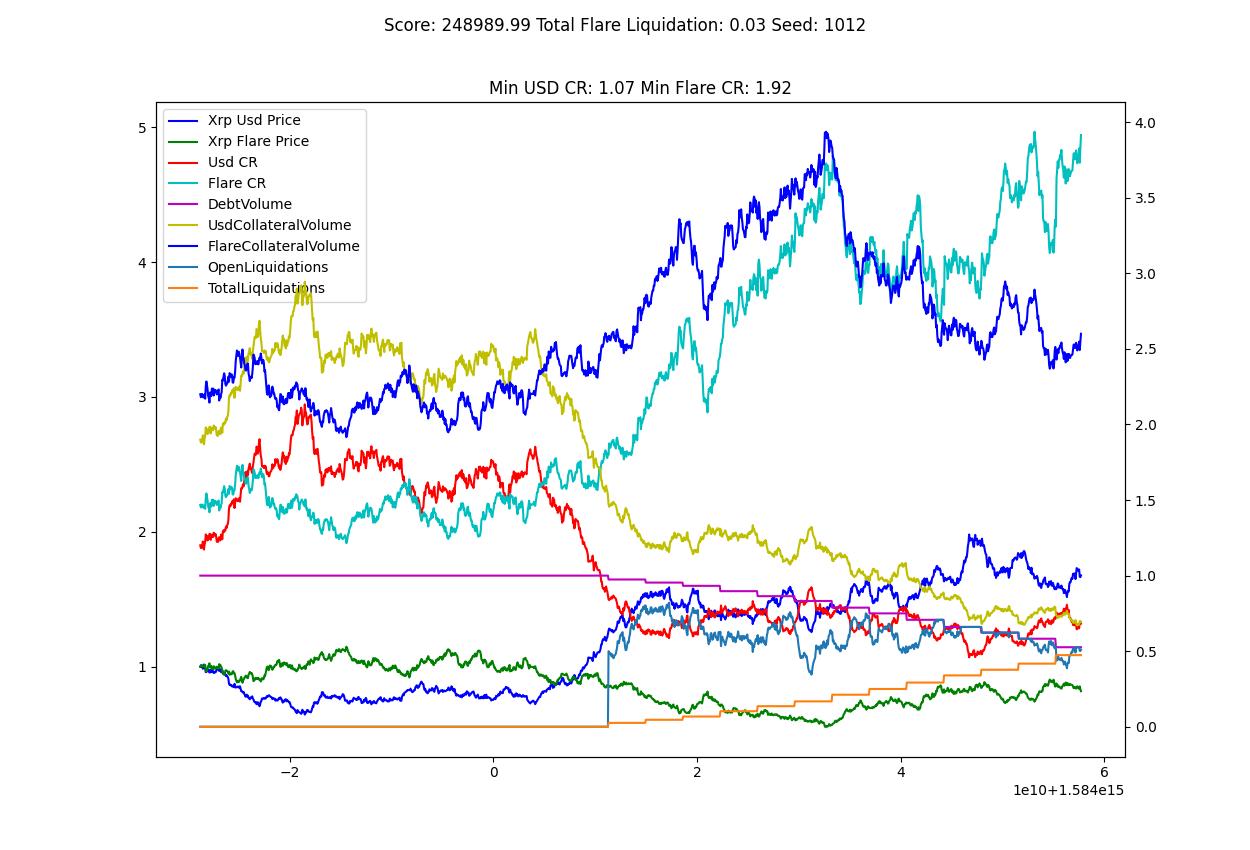 Score: 248989.99 Total Flare Liquidation: 0.03 Seed: 1012
Min USD CR: 1.07 Min Flare CR: 1.92
Xrp Usd Price
Xrp Flare Price
Usd CR
Flare CR
DebtVolume
UsdCollateralVolume
FlareCollateralVolume
OpenLiquidations
TotalLiquidations
5
4
3
2
1
4.0
3.5
3.0
2.5
2.0
1.5
1.0
0.5
0.0
−2
0
2
4
6
1e10+1.584e15